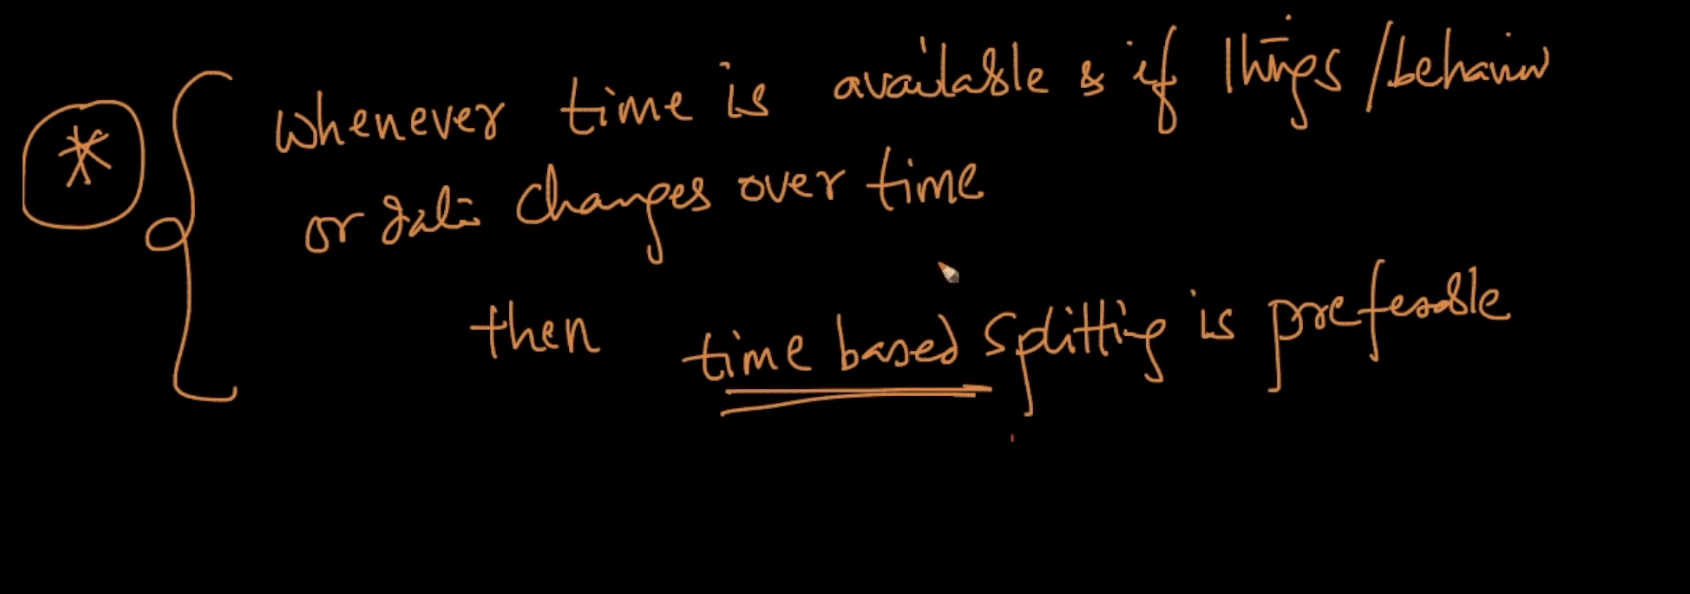 * Whenever time is available & if things/behavior
or data changes over time
then time based splitting is preferable